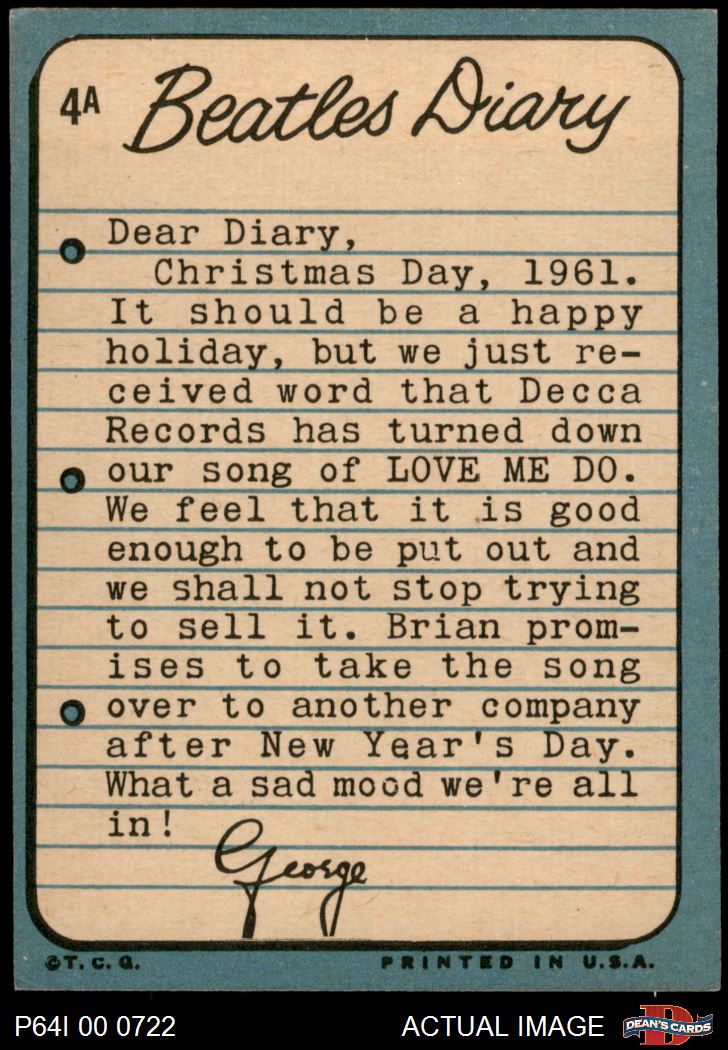 4A Beatles Diary
Dear Diary,
Christmas Day, 1961.
It should be a happy
holiday, but we just re-
ceived word that Decca
Records has turned down
our song of LOVE ME DO.
We feel that it is good
enough to be put out and
we shall not stop trying
to sell it. Brian prom-
ises to take the song
over to another company
after New Year's Day.
What a sad mood we're all
in!
George
©T.C.G. PRINTED IN U.S.A.
P64I 00 0722 ACTUAL IMAGE D DEAN'S CARDS